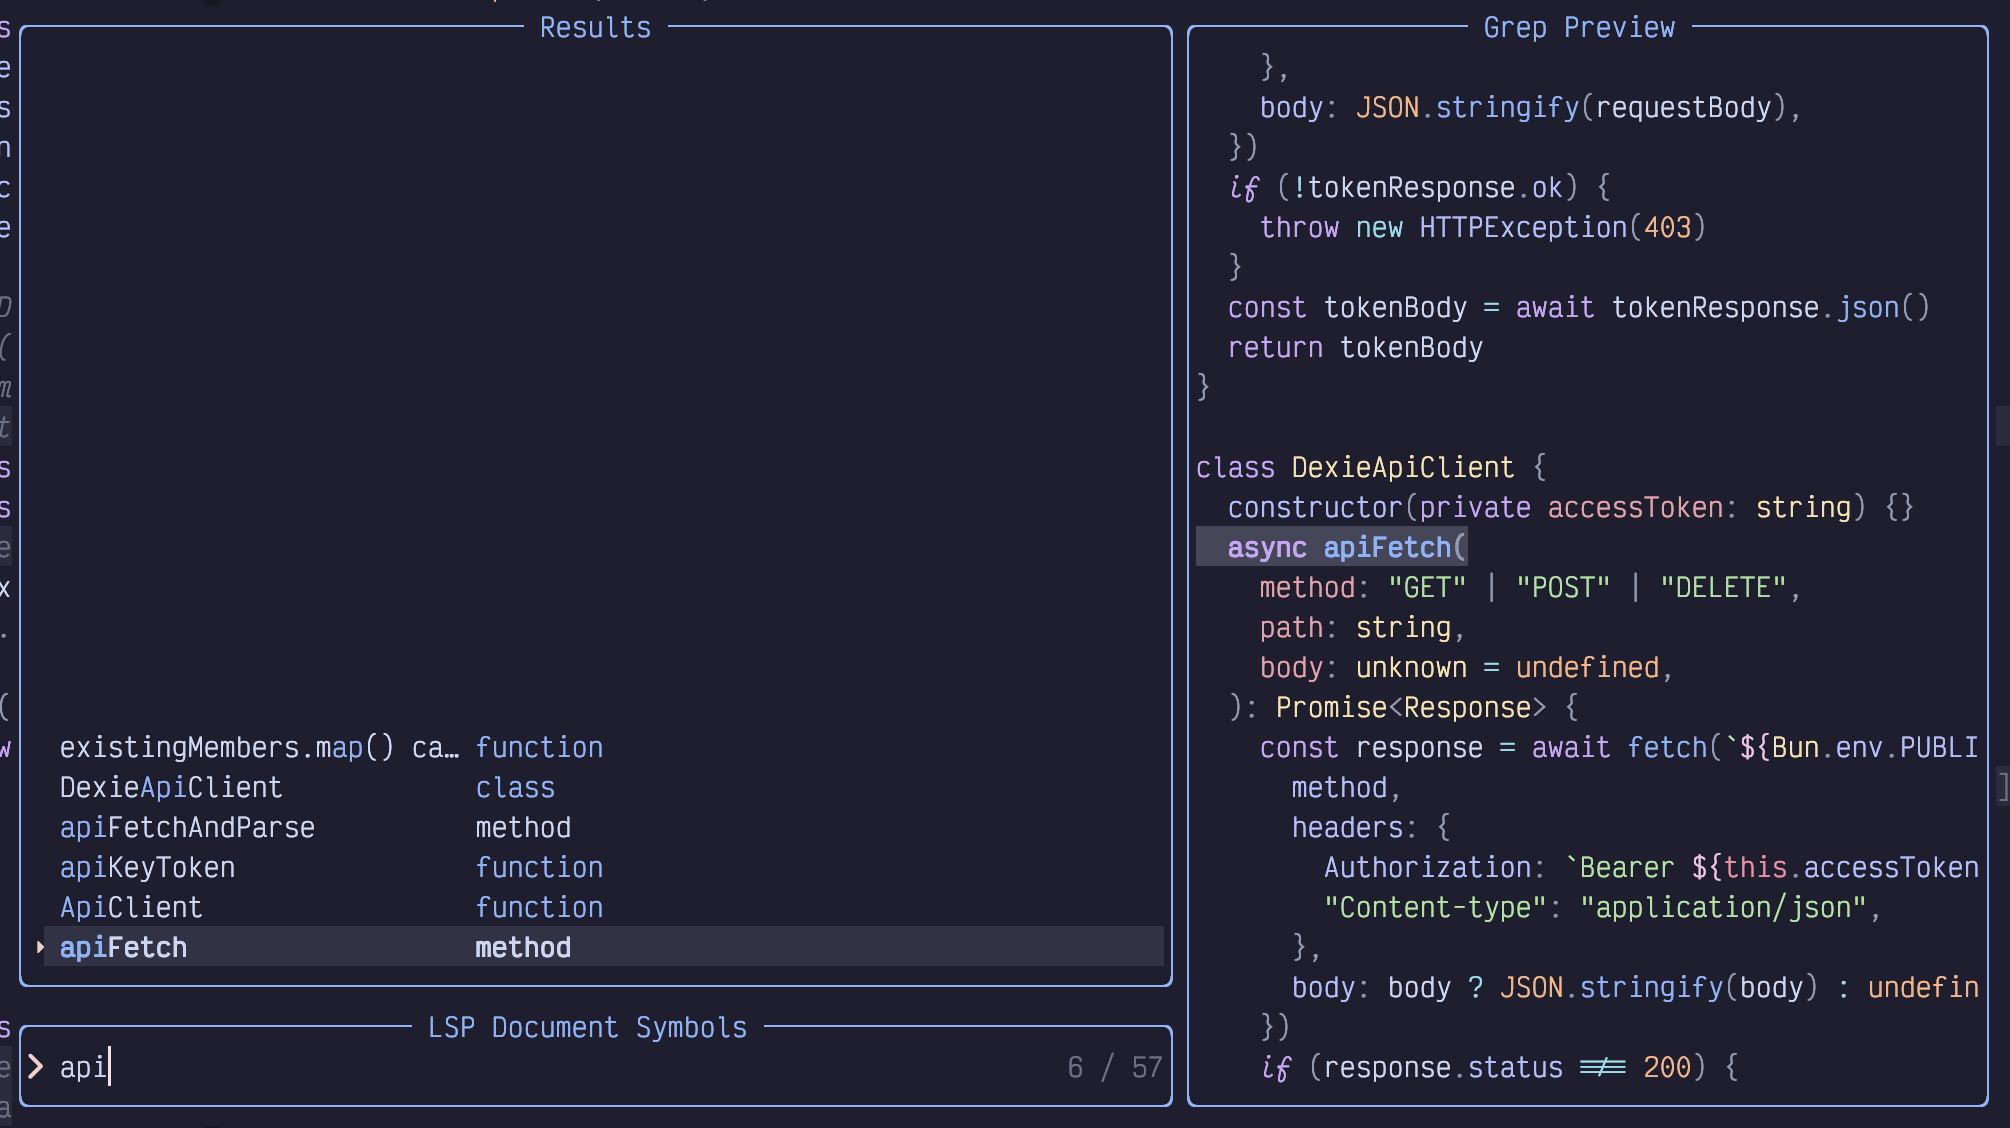 Results
existingMembers.map() ca… function
DexieApiClient class
apiFetchAndParse method
apiKeyToken function
ApiClient function
apiFetch method
LSP Document Symbols
> api
6 / 57
Grep Preview
},
body: JSON.stringify(requestBody),
})
if (!tokenResponse.ok) {
throw new HTTPException(403)
}
const tokenBody = await tokenResponse.json()
return tokenBody
}
class DexieApiClient {
constructor(private accessToken: string) {}
async apiFetch(
method: "GET" | "POST" | "DELETE",
path: string,
body: unknown = undefined,
): Promise<Response> {
const response = await fetch(`${Bun.env.PUBLI
method,
headers: {
Authorization: `Bearer ${this.accessToken
"Content-type": "application/json",
},
body: body ? JSON.stringify(body) : undefin
})
if (response.status !== 200) {